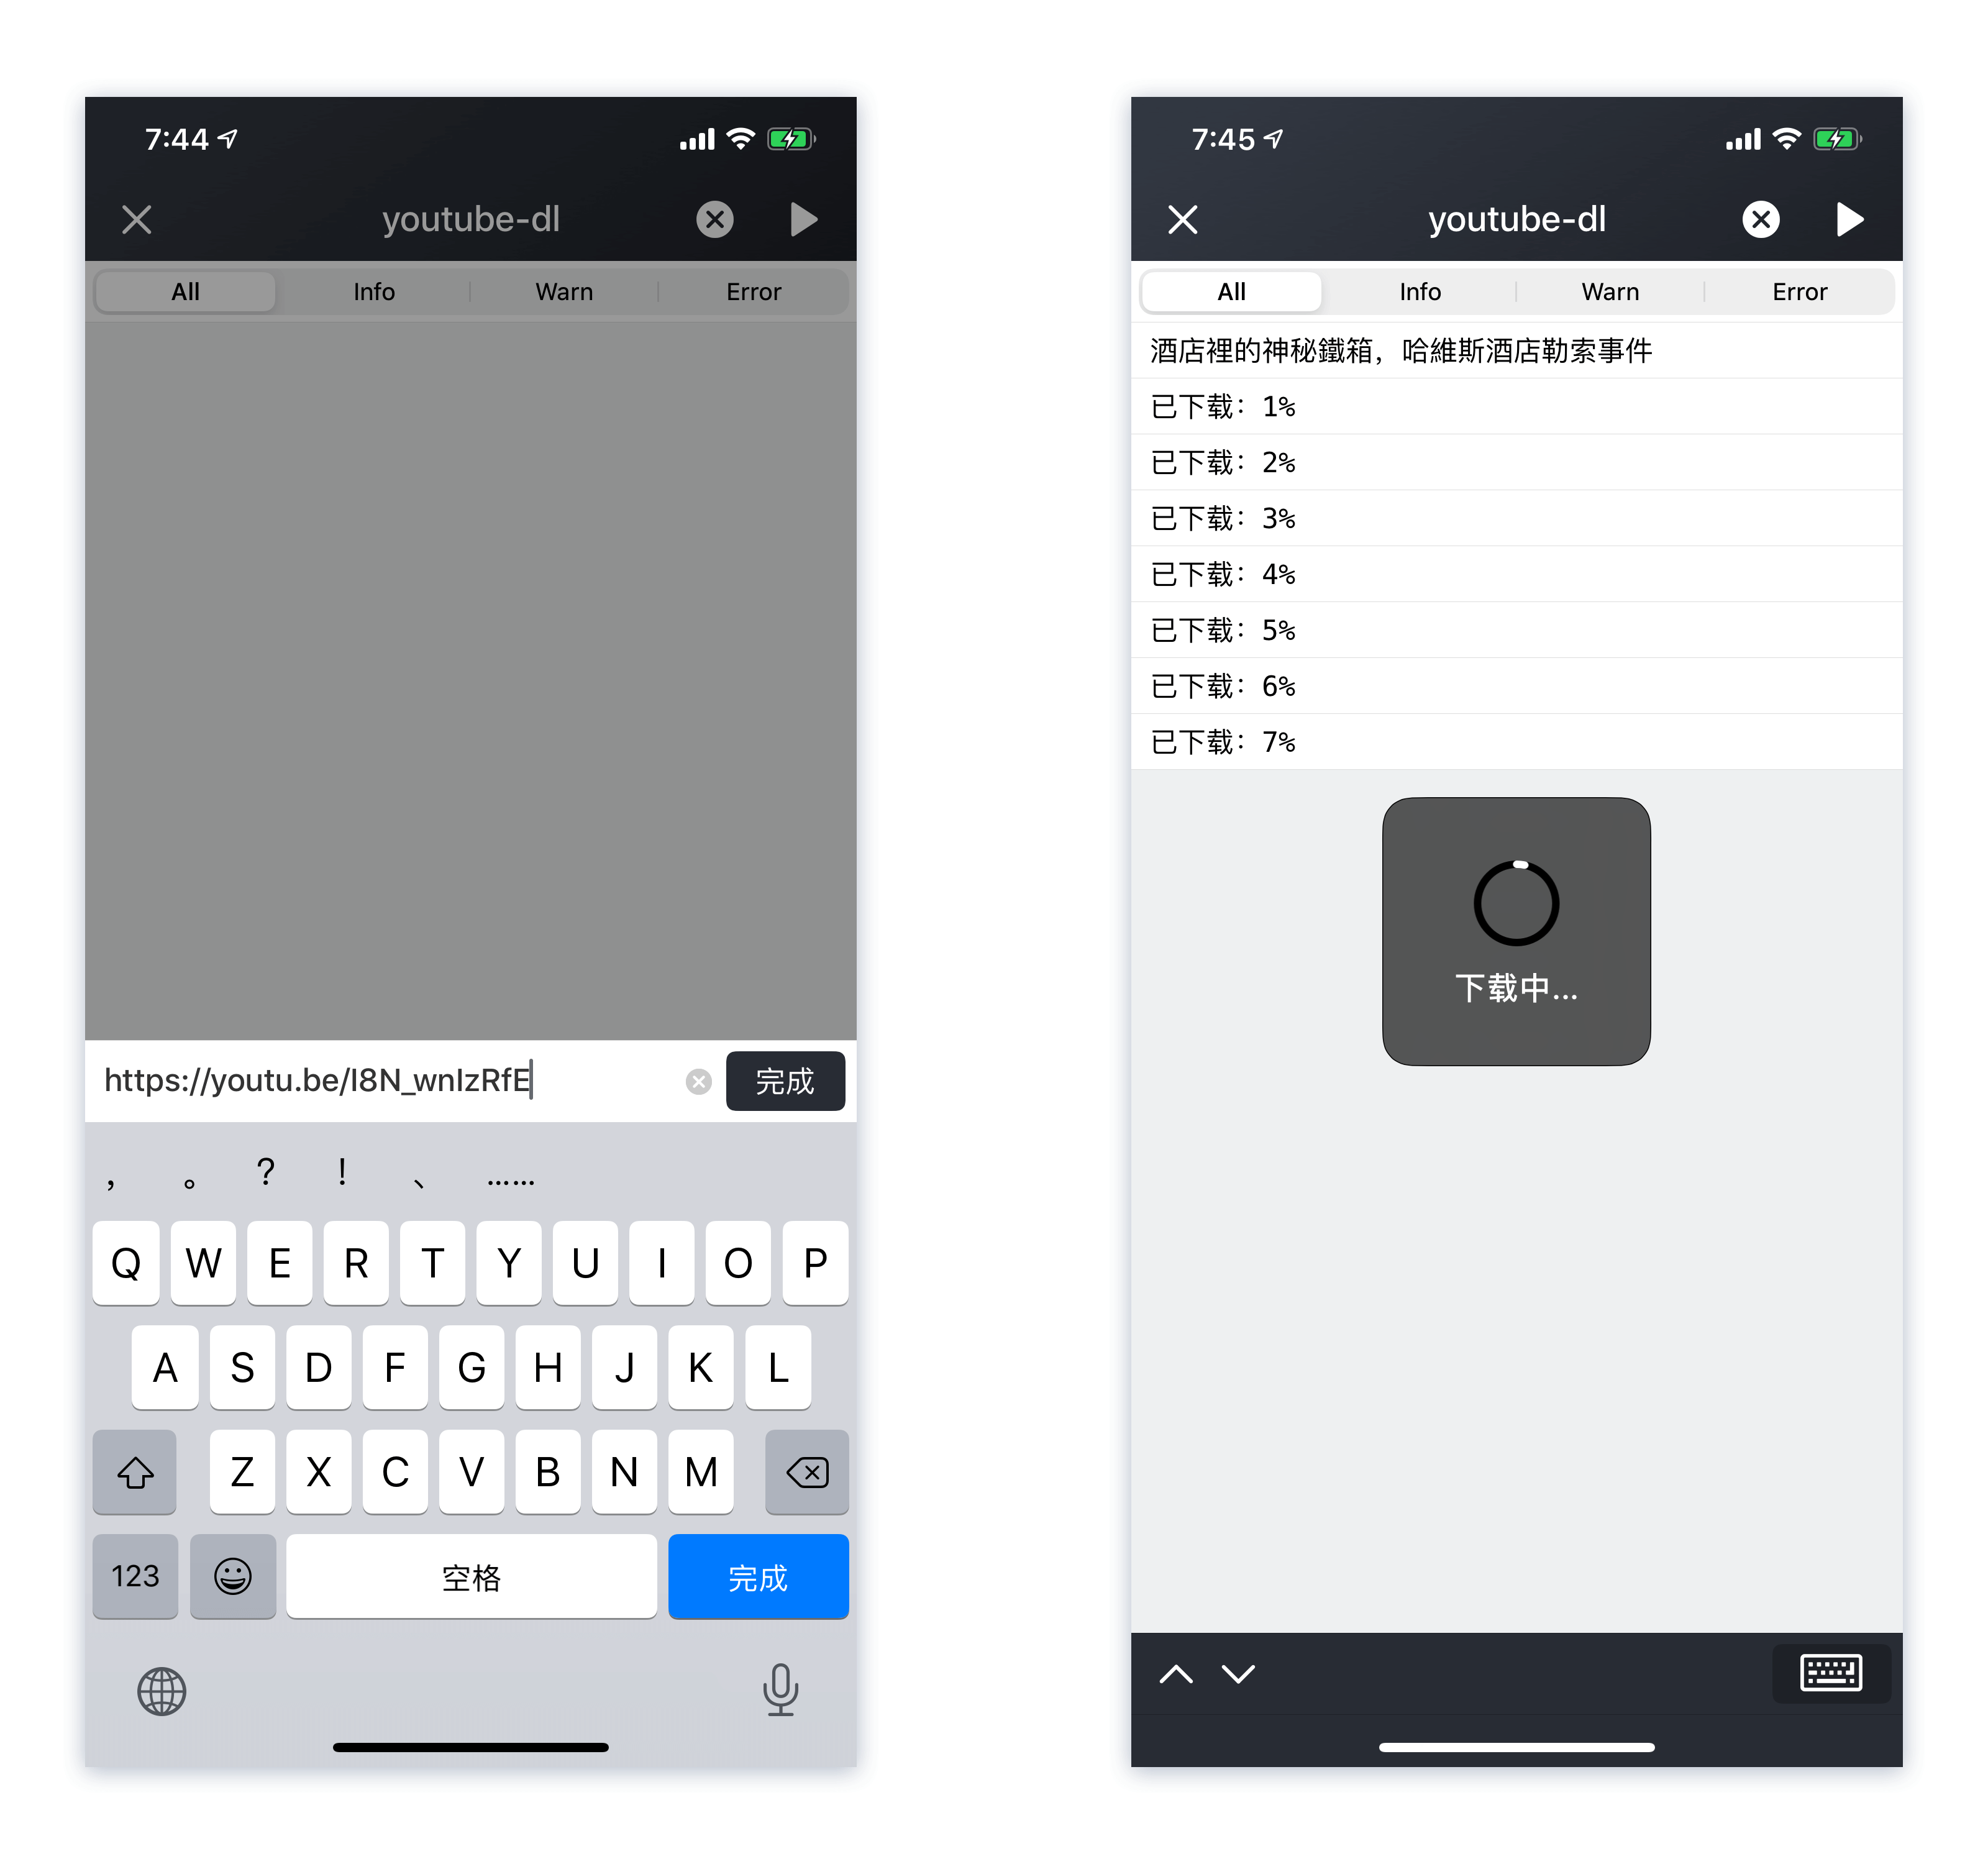 7:44
youtube-dl
All Info Warn Error
https://youtu.be/I8N_wnIzRfE 完成
， 。 ？ ！ 、 ……
Q W E R T Y U I O P
A S D F G H J K L
Z X C V B N M
123 空格 完成
7:45
youtube-dl
All Info Warn Error
酒店裡的神秘鐵箱，哈維斯酒店勒索事件
已下载：1%
已下载：2%
已下载：3%
已下载：4%
已下载：5%
已下载：6%
已下载：7%
下载中...